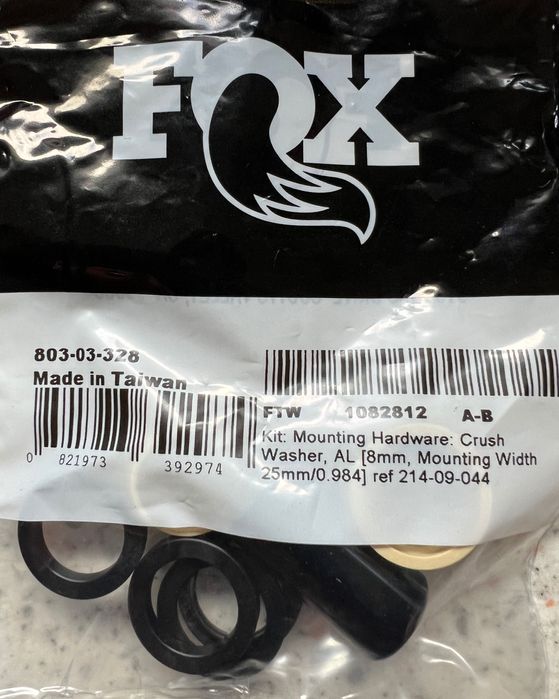 FOX
803-03-328
Made in Taiwan
0 821973 392974
FTW 1082812 A-B
Kit: Mounting Hardware: Crush
Washer, AL [8mm, Mounting Width
25mm/0.984] ref 214-09-044